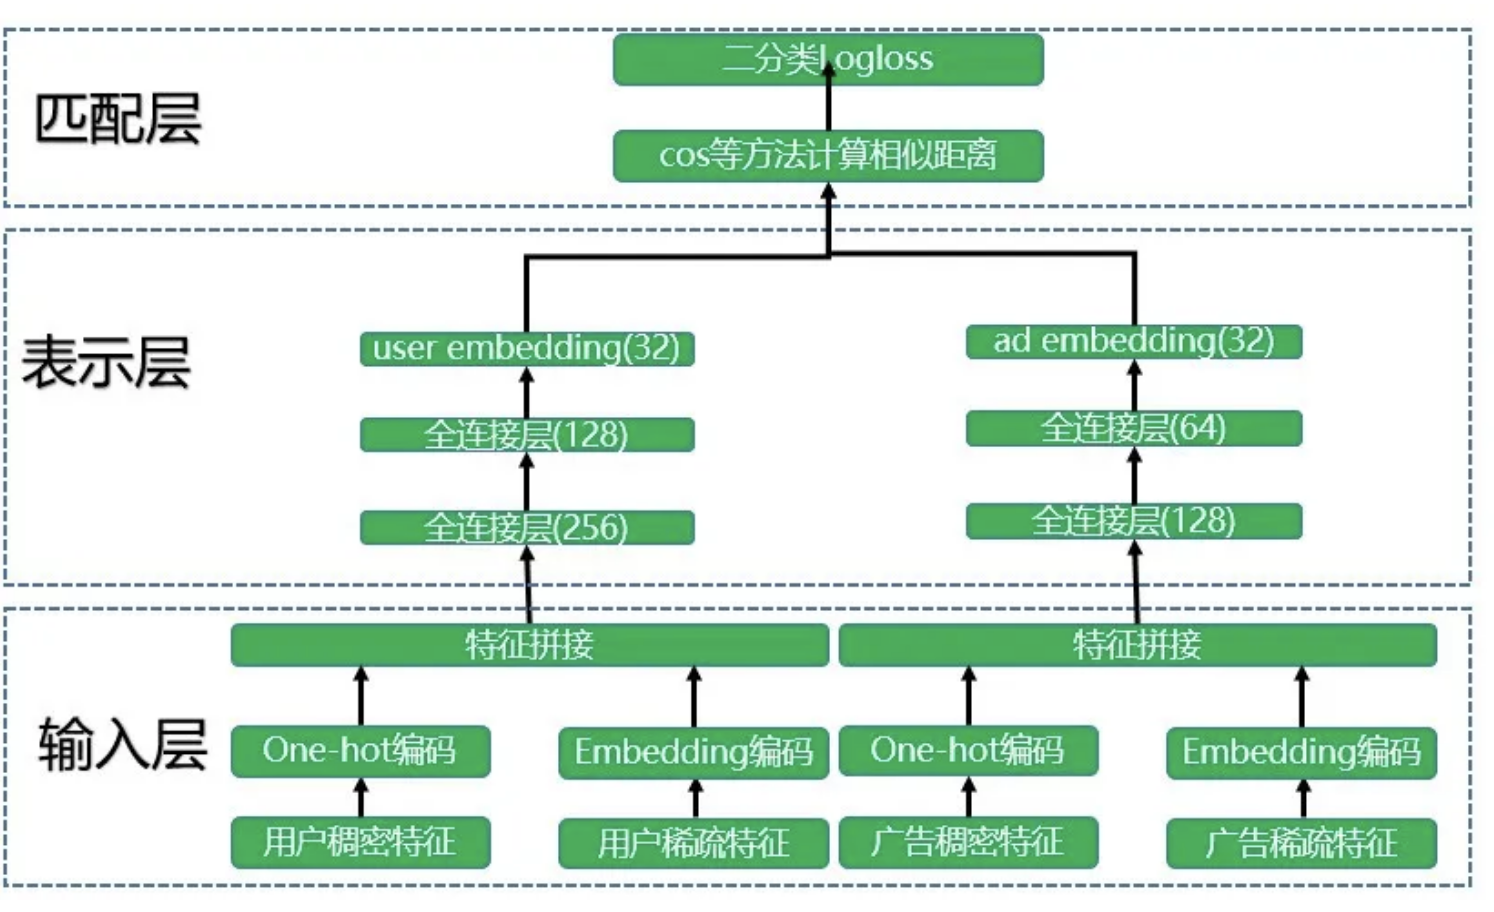 匹配层
二分类Logloss
cos等方法计算相似距离
表示层
user embedding(32)
ad embedding(32)
全连接层(128)
全连接层(64)
全连接层(256)
全连接层(128)
输入层
特征拼接
特征拼接
One-hot编码
Embedding编码
One-hot编码
Embedding编码
用户稠密特征
用户稀疏特征
广告稠密特征
广告稀疏特征